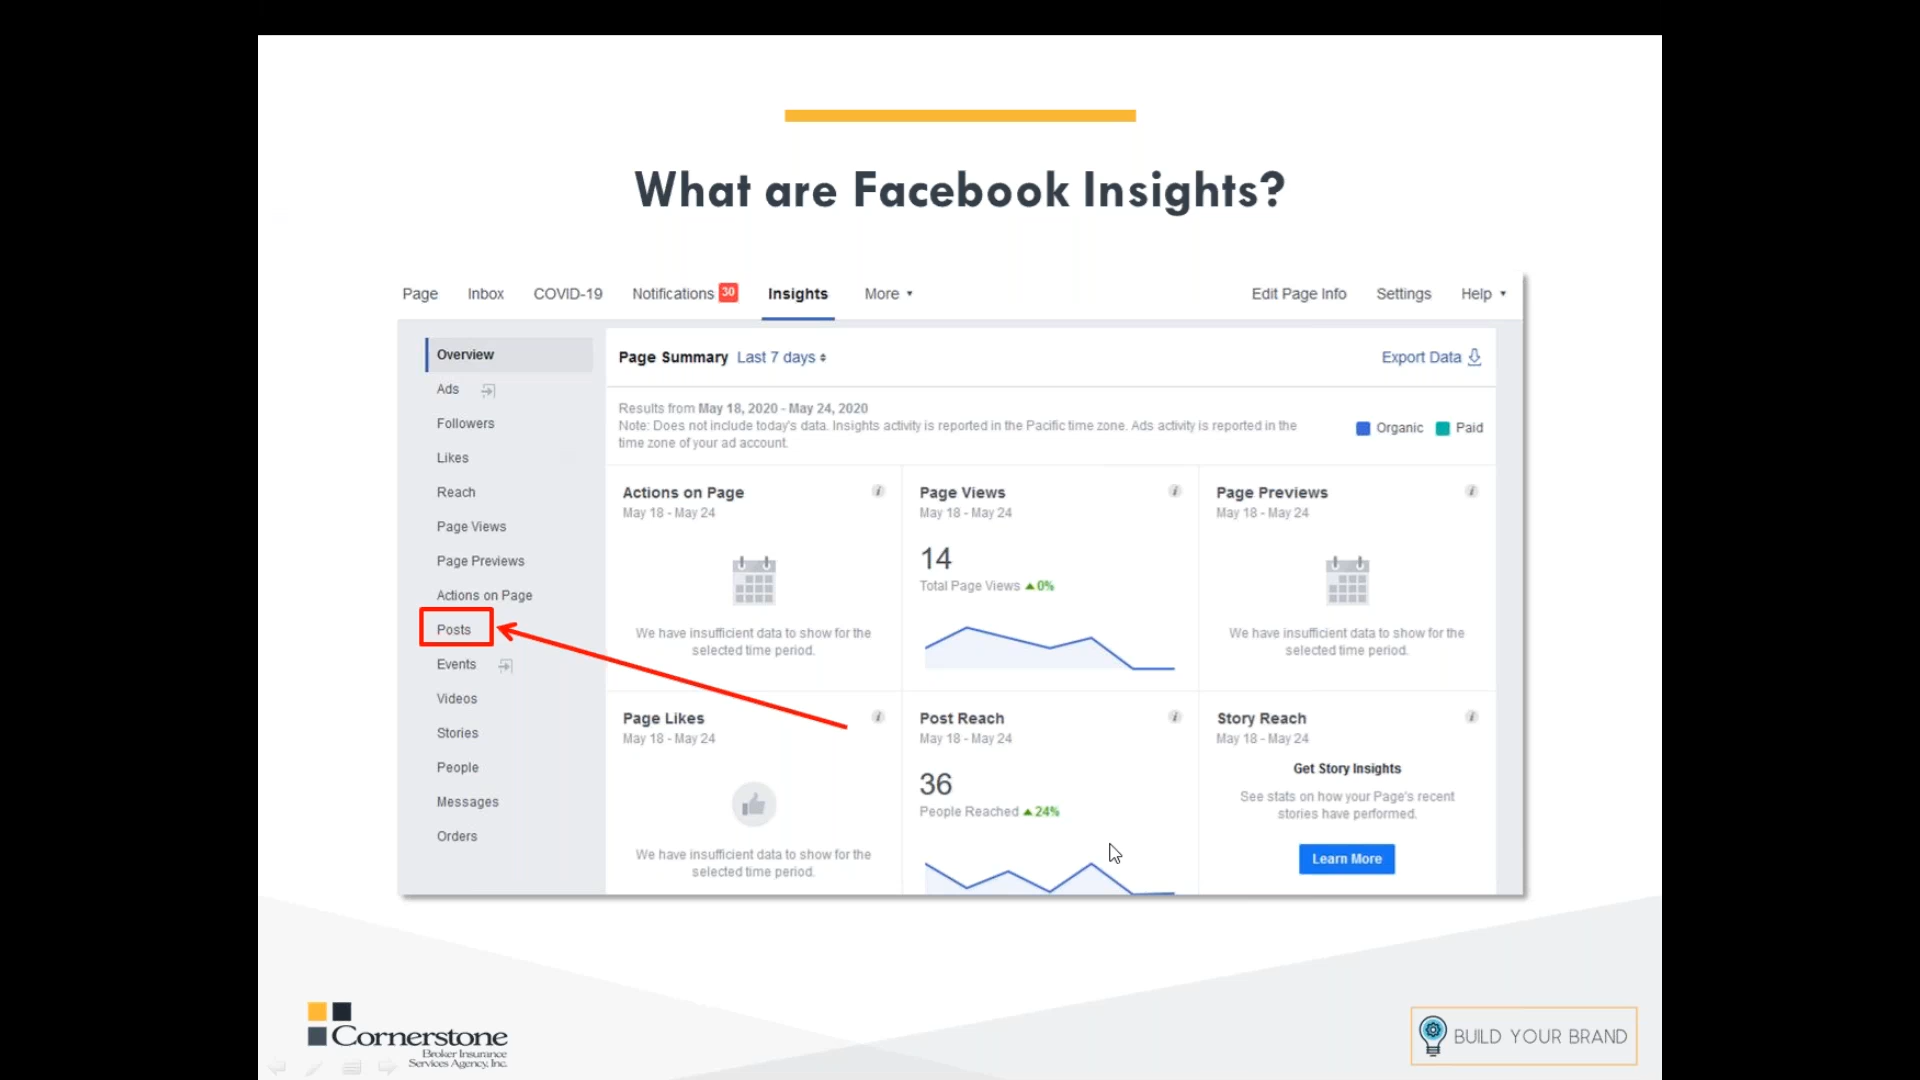 What are Facebook Insights?
Page Inbox COVID-19 Notifications 30 Insights More Edit Page Info Settings Help
Overview
Ads
Followers
Likes
Reach
Page Views
Page Previews
Actions on Page
Posts
Events
Videos
Stories
People
Messages
Orders
Page Summary Last 7 days
Export Data
Results from May 18, 2020 - May 24, 2020
Note: Does not include today's data. Insights activity is reported in the Pacific time zone. Ads activity is reported in the
time zone of your ad account.
Organic Paid
Actions on Page
May 18 - May 24
We have insufficient data to show for the
selected time period.
Page Views
May 18 - May 24
14
Total Page Views 0%
Page Previews
May 18 - May 24
We have insufficient data to show for the
selected time period.
Page Likes
May 18 - May 24
We have insufficient data to show for the
selected time period.
Post Reach
May 18 - May 24
36
People Reached 24%
Story Reach
May 18 - May 24
Get Story Insights
See stats on how your Page's recent
stories have performed.
Learn More
Cornerstone
Broker Insurance
Services Agency, Inc.
BUILD YOUR BRAND